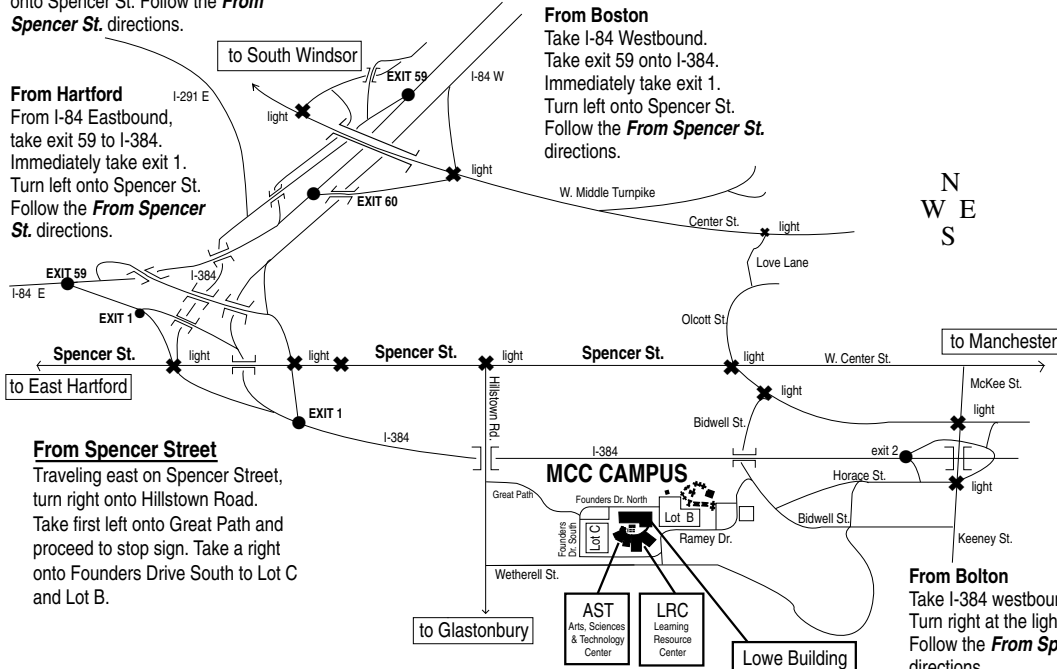 onto Spencer St. Follow the From
Spencer St. directions.
From Hartford
From I-84 Eastbound,
take exit 59 to I-384.
Immediately take exit 1.
Turn left onto Spencer St.
Follow the From Spencer
St. directions.
From Boston
Take I-84 Westbound.
Take exit 59 onto I-384.
Immediately take exit 1.
Turn left onto Spencer St.
Follow the From Spencer St.
directions.
to South Windsor
I-291 E
EXIT 59
I-84 W
light
light
EXIT 60
W. Middle Turnpike
Center St.
light
Love Lane
N
W E
S
EXIT 59
I-84 E
I-384
EXIT 1
Olcott St.
Spencer St.
light
light
Spencer St.
light
Spencer St.
light
W. Center St.
to Manchester
to East Hartford
McKee St.
light
Hillstown Rd.
Bidwell St.
light
EXIT 1
I-384
I-384
exit 2
Horace St.
light
MCC CAMPUS
Great Path
Founders Dr. North
Founders
Dr. South
Lot C
Lot B
Ramey Dr.
Bidwell St.
Keeney St.
Wetherell St.
to Glastonbury
From Spencer Street
Traveling east on Spencer Street,
turn right onto Hillstown Road.
Take first left onto Great Path and
proceed to stop sign. Take a right
onto Founders Drive South to Lot C
and Lot B.
AST
Arts, Sciences
& Technology
Center
LRC
Learning
Resource
Center
Lowe Building
From Bolton
Take I-384 westbou
Turn right at the ligh
Follow the From Sp
directions